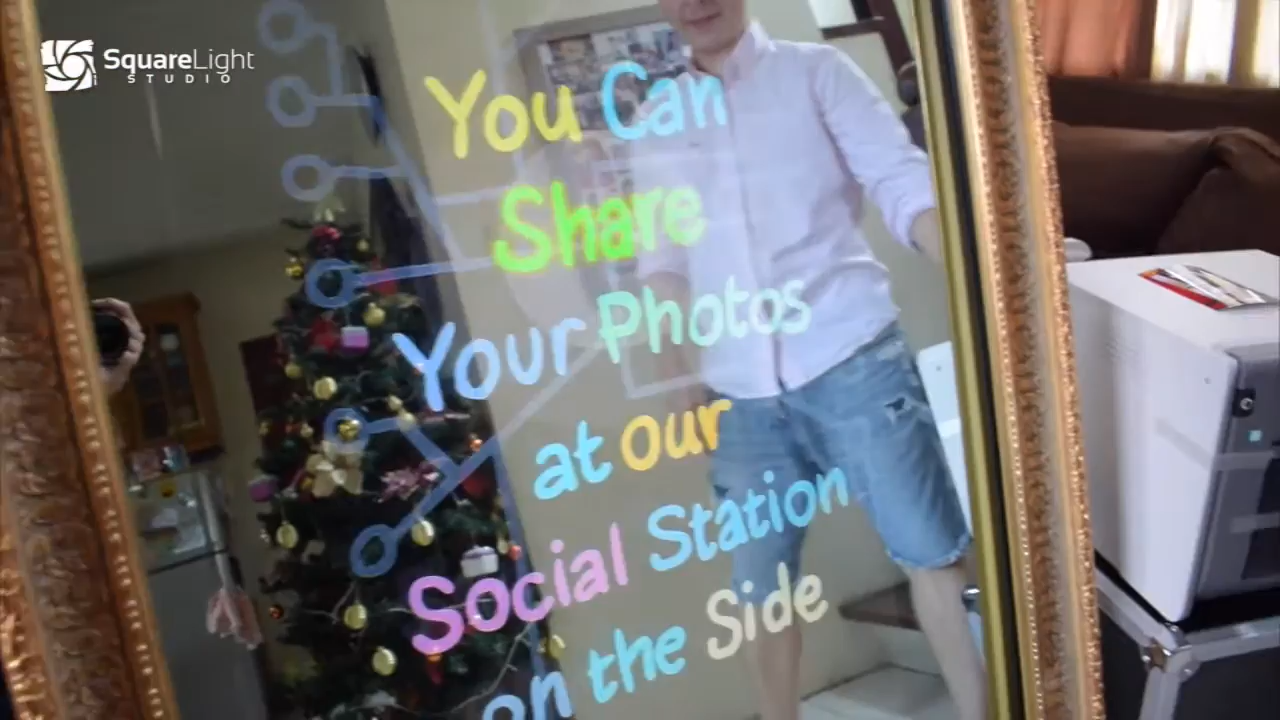 SquareLight
STUDIO
You Can
Share
Your Photos
at our
Social Station
on the Side